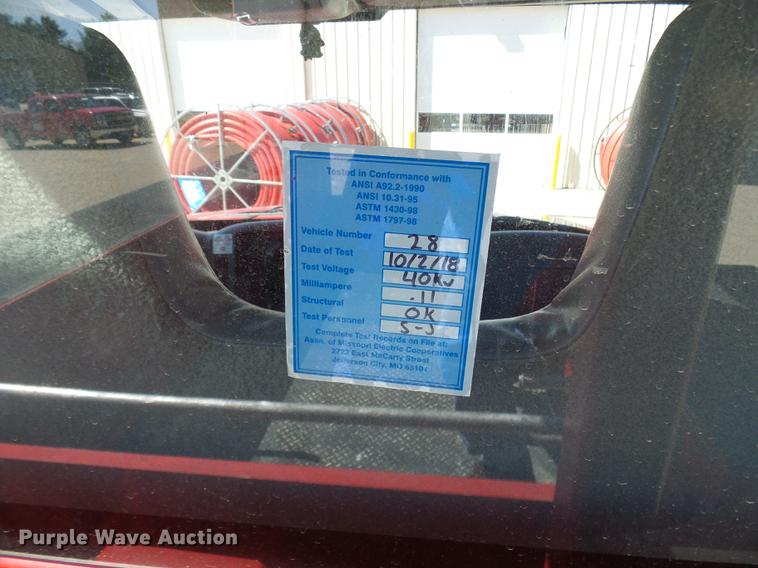 Tested in Conformance with
ANSI A92.2-1990
ANSI 10.31-95
ASTM 1430-98
ASTM 1797-98
Vehicle Number 28
Date of Test 10/2/18
Test Voltage 40Kv
Milliampere .11
Structural OK
Test Personnel S-J
Complete Test Records on File at:
Assn. of Missouri Electric Cooperatives
2722 East McCarty Street
Jefferson City, MO 65101
Purple Wave Auction